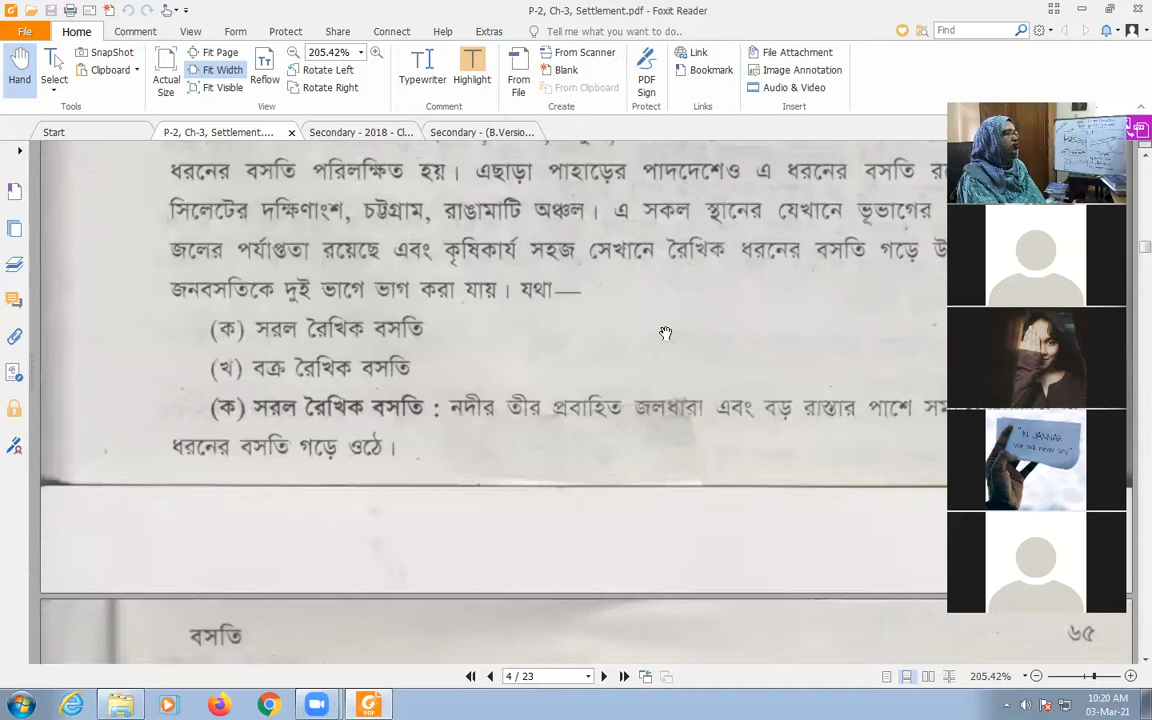 P-2, Ch-3, Settlement.pdf - Foxit Reader
File Home Comment View Form Protect Share Connect Help Extras Tell me what you want to do.. Find
Hand Select SnapShot Clipboard Actual Size Fit Page Fit Width Fit Visible Reflow 205.42% Rotate Left Rotate Right Typewriter Highlight From File From Scanner Blank From Clipboard PDF Sign Link Bookmark File Attachment Image Annotation Audio & Video
Tools View Comment Create Protect Links Insert
Start P-2, Ch-3, Settlement.... Secondary - 2018 - Cl... Secondary - (B.Versio...
ধরনের বসতি পরিলক্ষিত হয়। এছাড়া পাহাড়ের পাদদেশেও এ ধরনের বসতি
সিলেটের দক্ষিণাংশ, চট্টগ্রাম, রাঙামাটি অঞ্চল। এ সকল স্থানের যেখানে ভূভাগের
জলের পর্যাপ্ততা রয়েছে এবং কৃষিকার্য সহজ সেখানে রৈখিক ধরনের বসতি গড়ে
জনবসতিকে দুই ভাগে ভাগ করা যায়। যথা—
(ক) সরল রৈখিক বসতি
(খ) বক্র রৈখিক বসতি
(ক) সরল রৈখিক বসতি : নদীর তীর প্রবাহিত জলধারা এবং বড় রাস্তার পাশে
ধরনের বসতি গড়ে ওঠে।
"IN JANNAH
we will never cry"
বসতি ৬৫
4 / 23 205.42%
10:20 AM
03-Mar-21